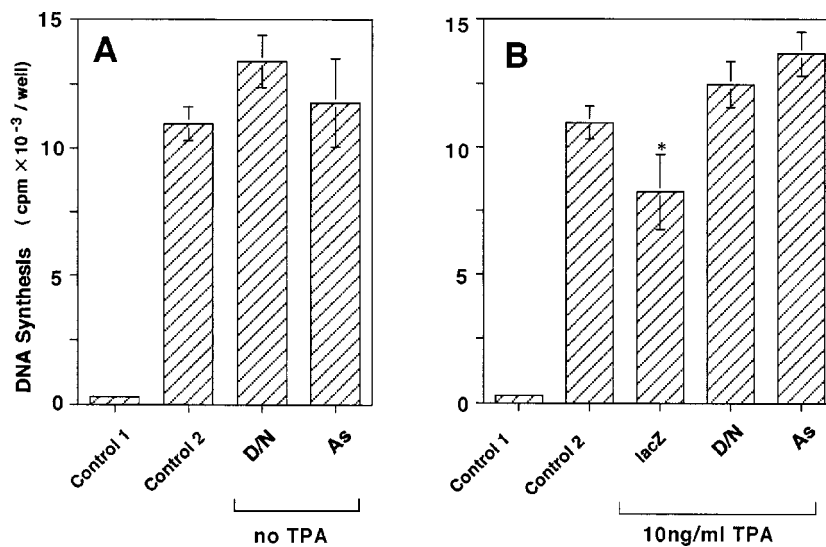 A
DNA Synthesis ( cpm × 10⁻³ / well)
15
10
5
0
Control 1
Control 2
D/N
As
no TPA
B
15
10
5
0
*
Control 1
Control 2
lacZ
D/N
As
10ng/ml TPA